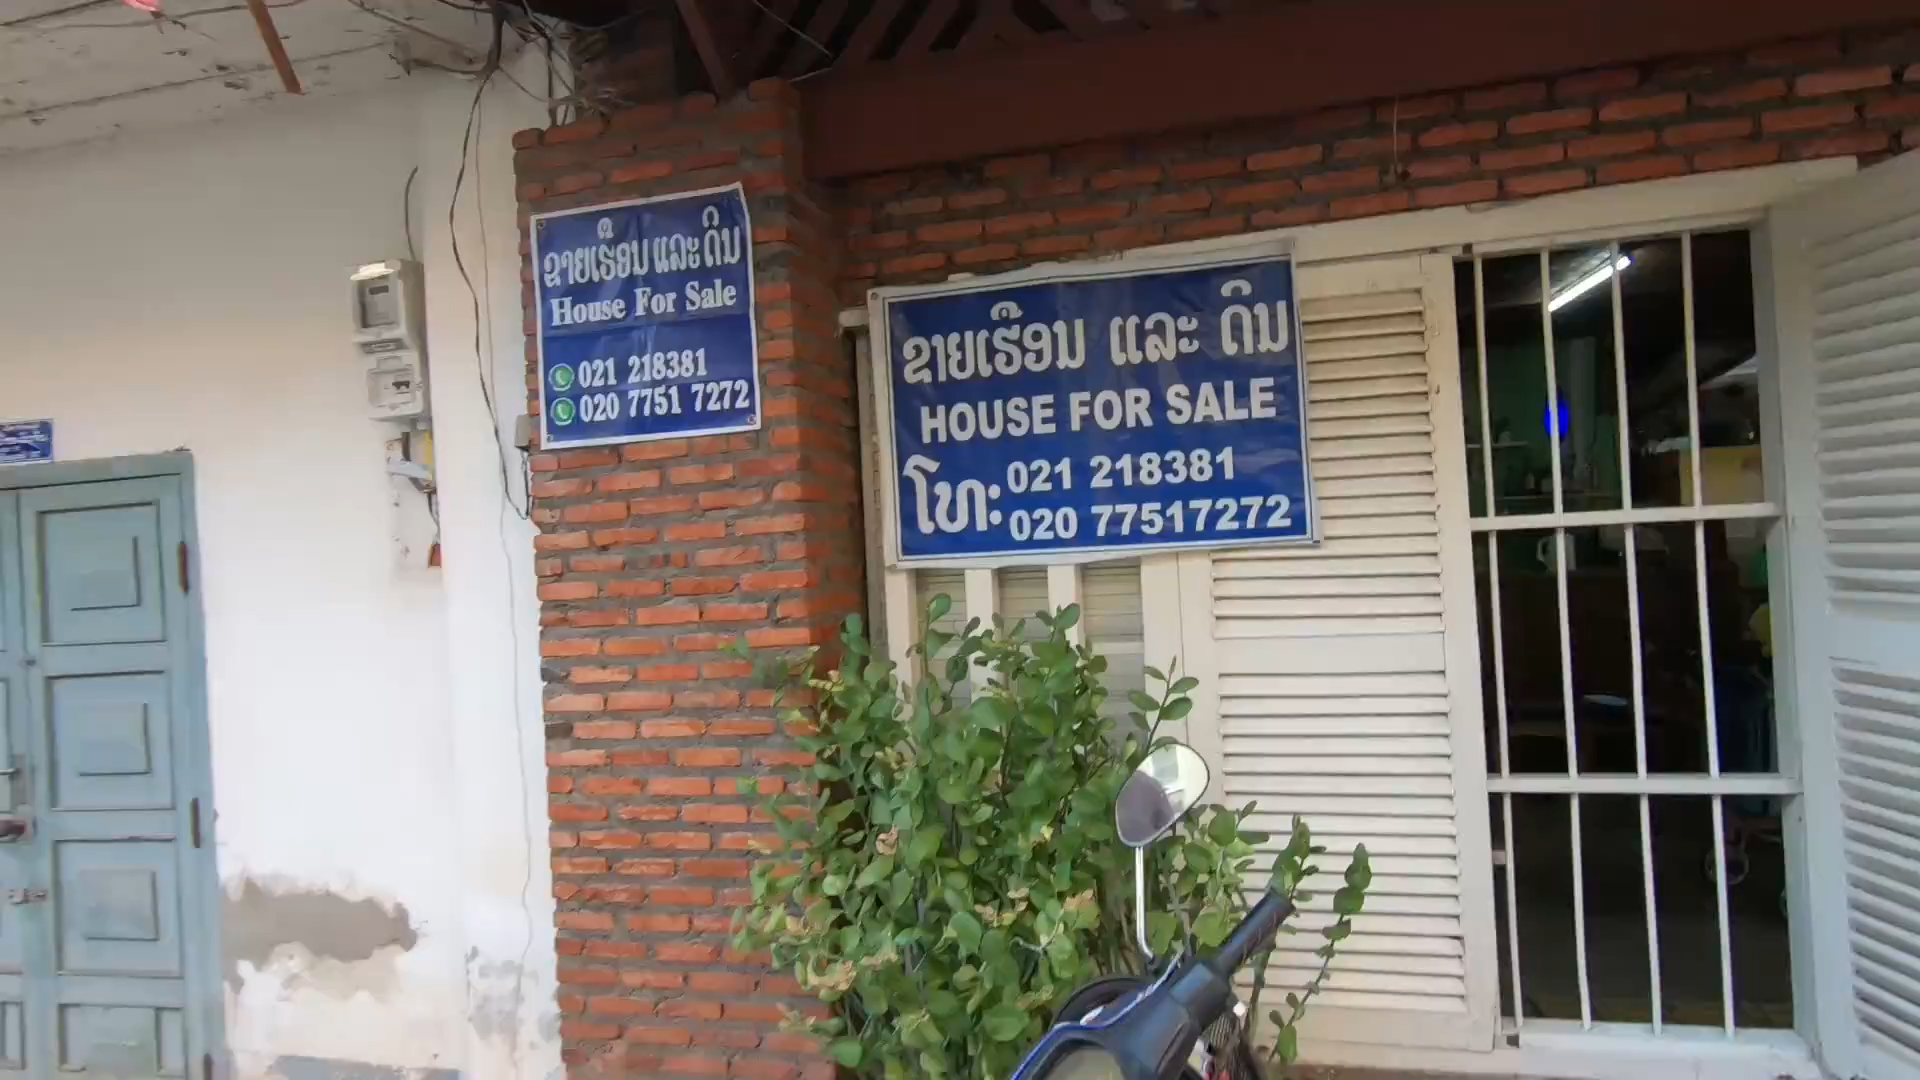 ຂາຍເຮືອນ ແລະ ດິນ
House For Sale
021 218381
020 7751 7272
ຂາຍເຮືອນ ແລະ ດິນ
HOUSE FOR SALE
ໂທ: 021 218381
020 77517272